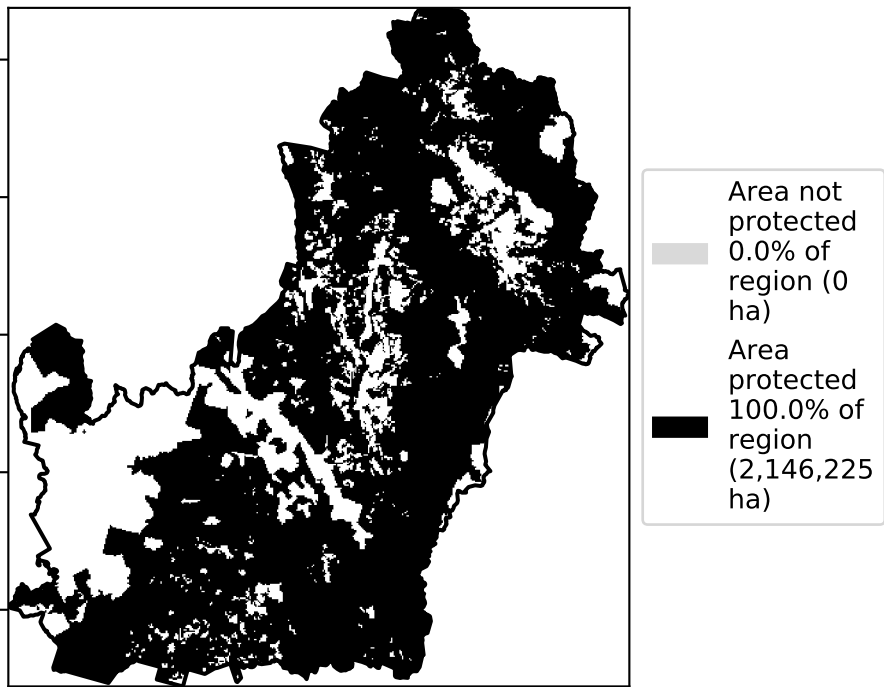 Area not
protected
0.0% of
region (0
ha)
Area
protected
100.0% of
region
(2,146,225
ha)